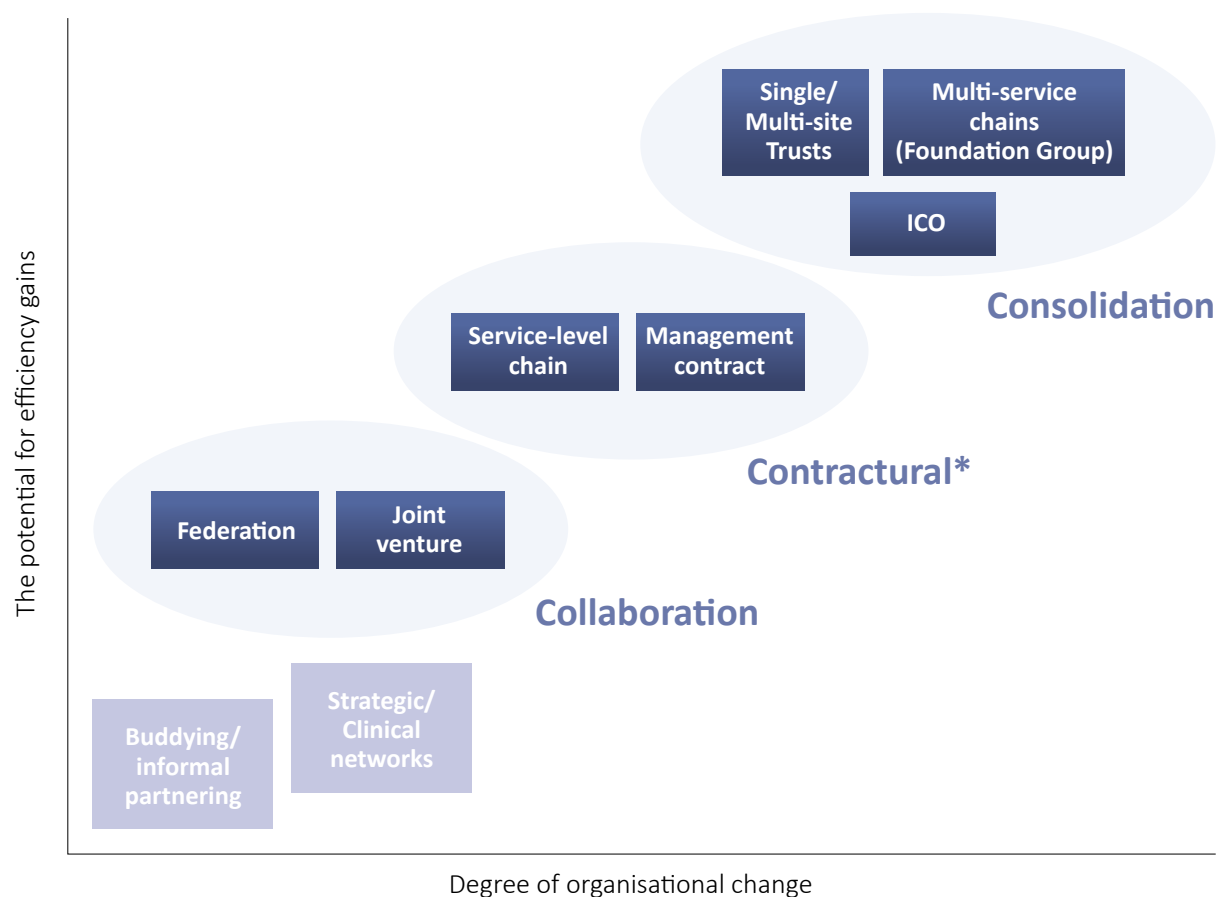 The potential for efficiency gains
Single/
Multi-site
Trusts
Multi-service
chains
(Foundation Group)
ICO
Consolidation
Service-level
chain
Management
contract
Contractural*
Federation
Joint
venture
Collaboration
Strategic/
Clinical
networks
Buddying/
informal
partnering
Degree of organisational change